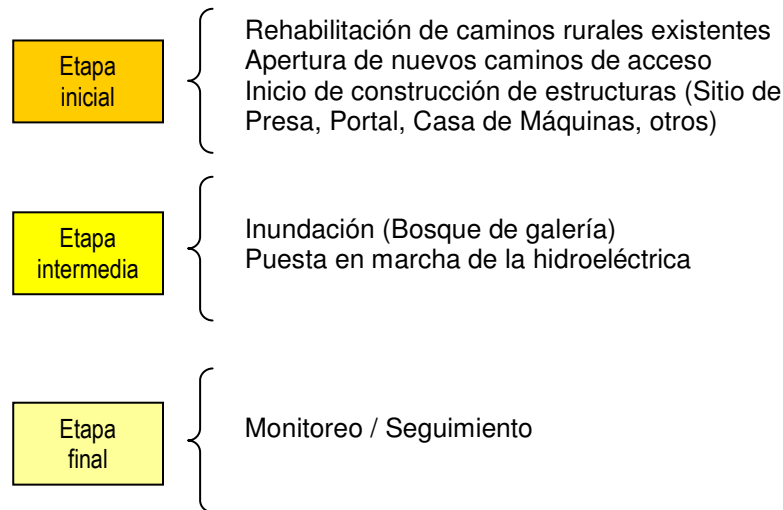 Etapa
inicial
Rehabilitación de caminos rurales existentes
Apertura de nuevos caminos de acceso
Inicio de construcción de estructuras (Sitio de
Presa, Portal, Casa de Máquinas, otros)
Etapa
intermedia
Inundación (Bosque de galería)
Puesta en marcha de la hidroeléctrica
Etapa
final
Monitoreo / Seguimiento